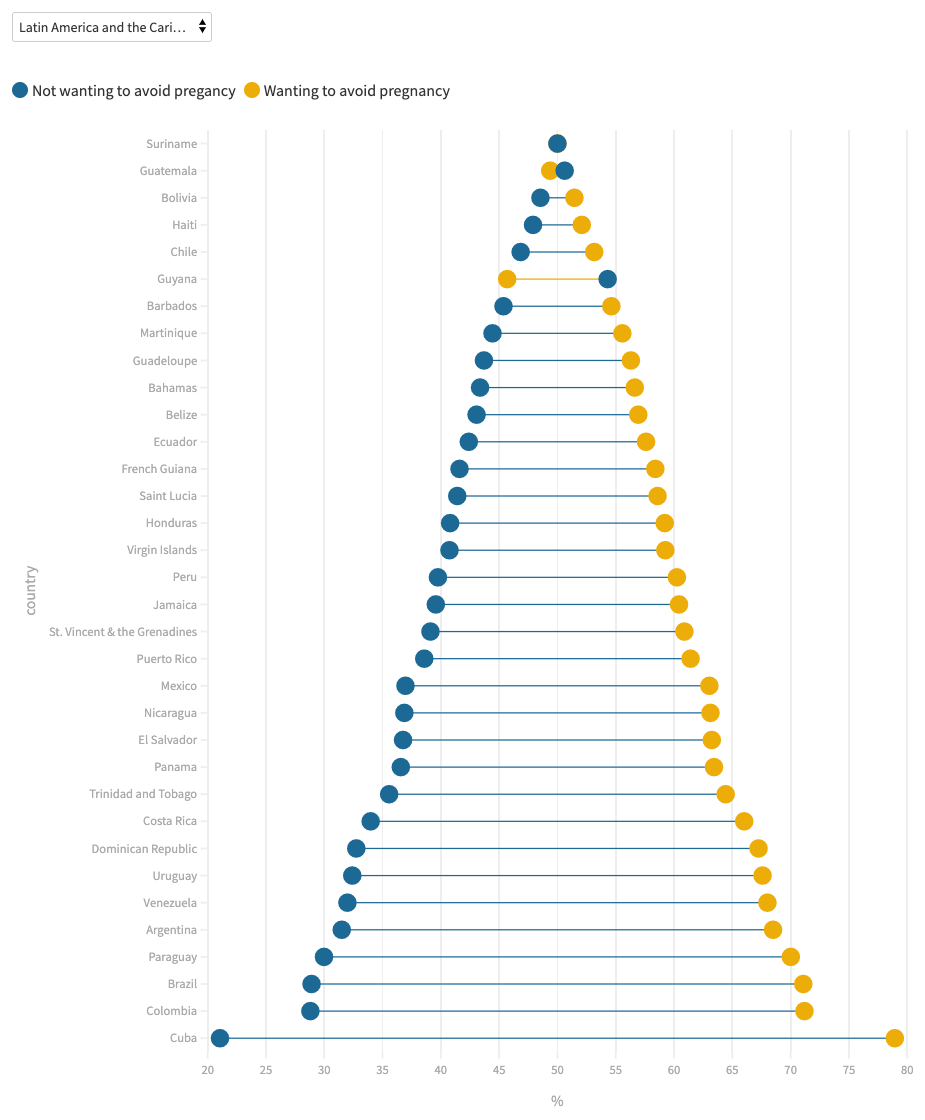 Latin America and the Cari...
Not wanting to avoid pregancy Wanting to avoid pregnancy
Suriname
Guatemala
Bolivia
Haiti
Chile
Guyana
Barbados
Martinique
Guadeloupe
Bahamas
Belize
Ecuador
French Guiana
Saint Lucia
Honduras
Virgin Islands
Peru
Jamaica
St. Vincent & the Grenadines
Puerto Rico
Mexico
Nicaragua
El Salvador
Panama
Trinidad and Tobago
Costa Rica
Dominican Republic
Uruguay
Venezuela
Argentina
Paraguay
Brazil
Colombia
Cuba
country
20 25 30 35 40 45 50 55 60 65 70 75 80
%